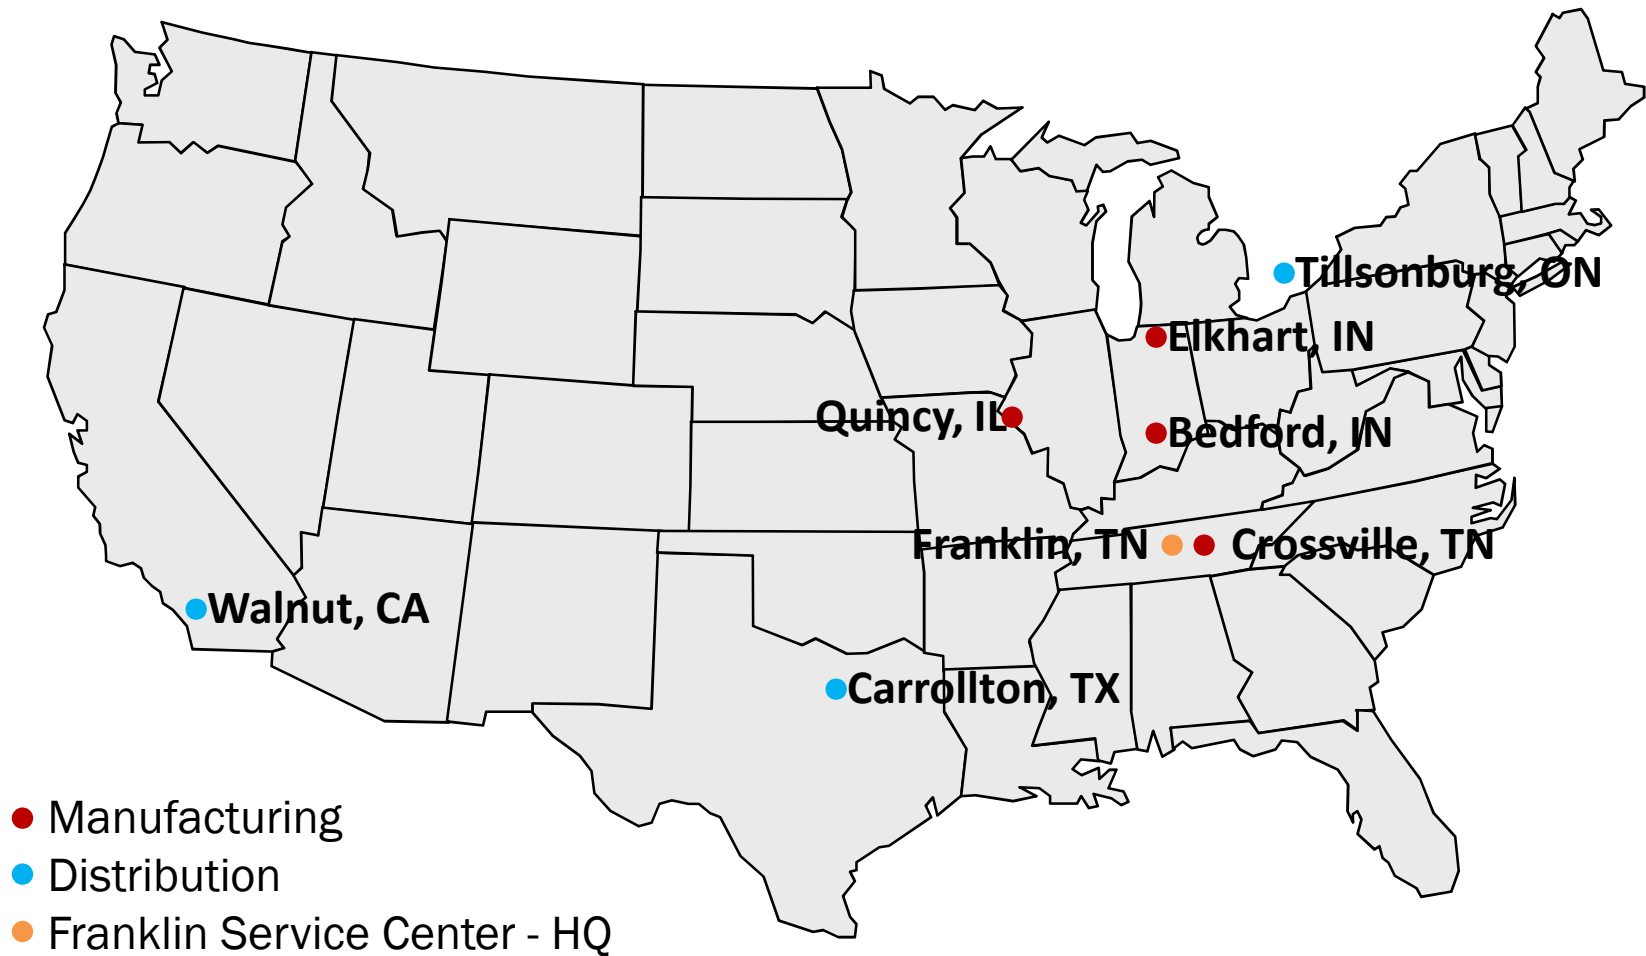 Tillsonburg, ON
Elkhart, IN
Quincy, IL
Bedford, IN
Franklin, TN
Crossville, TN
Walnut, CA
Carrollton, TX
Manufacturing
Distribution
Franklin Service Center - HQ